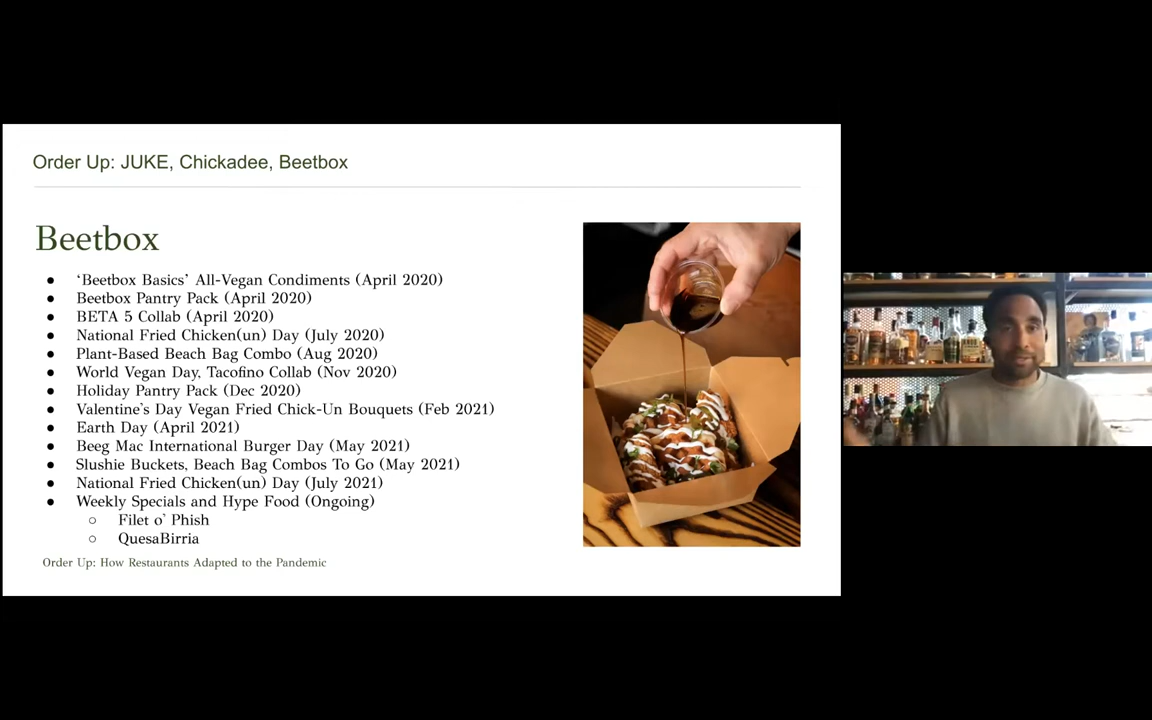 Order Up: JUKE, Chickadee, Beetbox
Beetbox
● ‘Beetbox Basics’ All-Vegan Condiments (April 2020)
● Beetbox Pantry Pack (April 2020)
● BETA 5 Collab (April 2020)
● National Fried Chicken(un) Day (July 2020)
● Plant-Based Beach Bag Combo (Aug 2020)
● World Vegan Day, Tacofino Collab (Nov 2020)
● Holiday Pantry Pack (Dec 2020)
● Valentine's Day Vegan Fried Chick-Un Bouquets (Feb 2021)
● Earth Day (April 2021)
● Beeg Mac International Burger Day (May 2021)
● Slushie Buckets, Beach Bag Combos To Go (May 2021)
● National Fried Chicken(un) Day (July 2021)
● Weekly Specials and Hype Food (Ongoing)
○ Filet o' Phish
○ QuesaBirria
Order Up: How Restaurants Adapted to the Pandemic